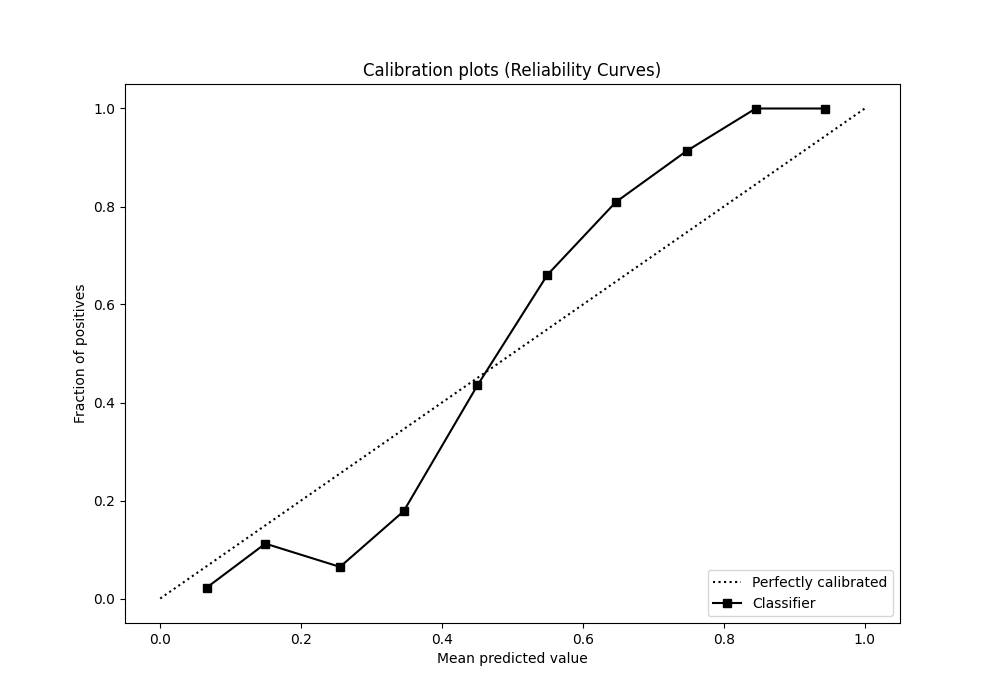 Calibration plots (Reliability Curves)
1.0
0.8
0.6
0.4
0.2
0.0
Fraction of positives
0.0 0.2 0.4 0.6 0.8 1.0
Mean predicted value
Perfectly calibrated
Classifier